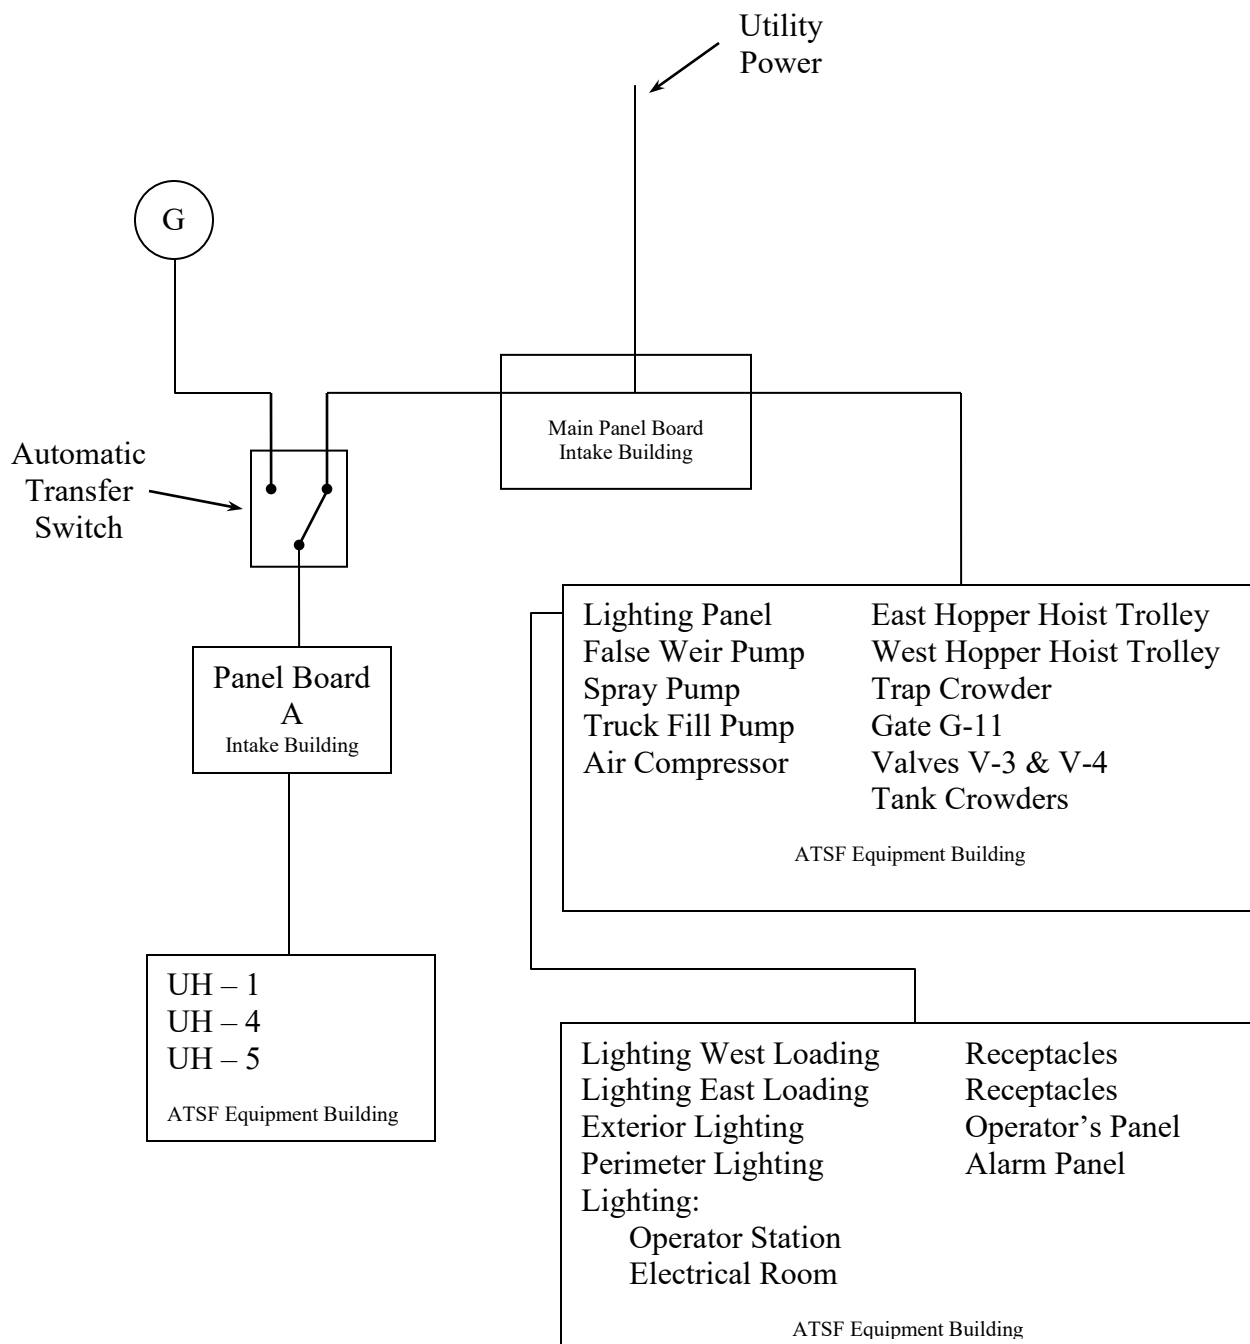 Utility
Power
G
Automatic
Transfer
Switch
Main Panel Board
Intake Building
Panel Board
A
Intake Building
Lighting Panel
False Weir Pump
Spray Pump
Truck Fill Pump
Air Compressor
East Hopper Hoist Trolley
West Hopper Hoist Trolley
Trap Crowder
Gate G-11
Valves V-3 & V-4
Tank Crowders
ATSF Equipment Building
UH – 1
UH – 4
UH – 5
ATSF Equipment Building
Lighting West Loading
Lighting East Loading
Exterior Lighting
Perimeter Lighting
Lighting:
Operator Station
Electrical Room
Receptacles
Receptacles
Operator’s Panel
Alarm Panel
ATSF Equipment Building